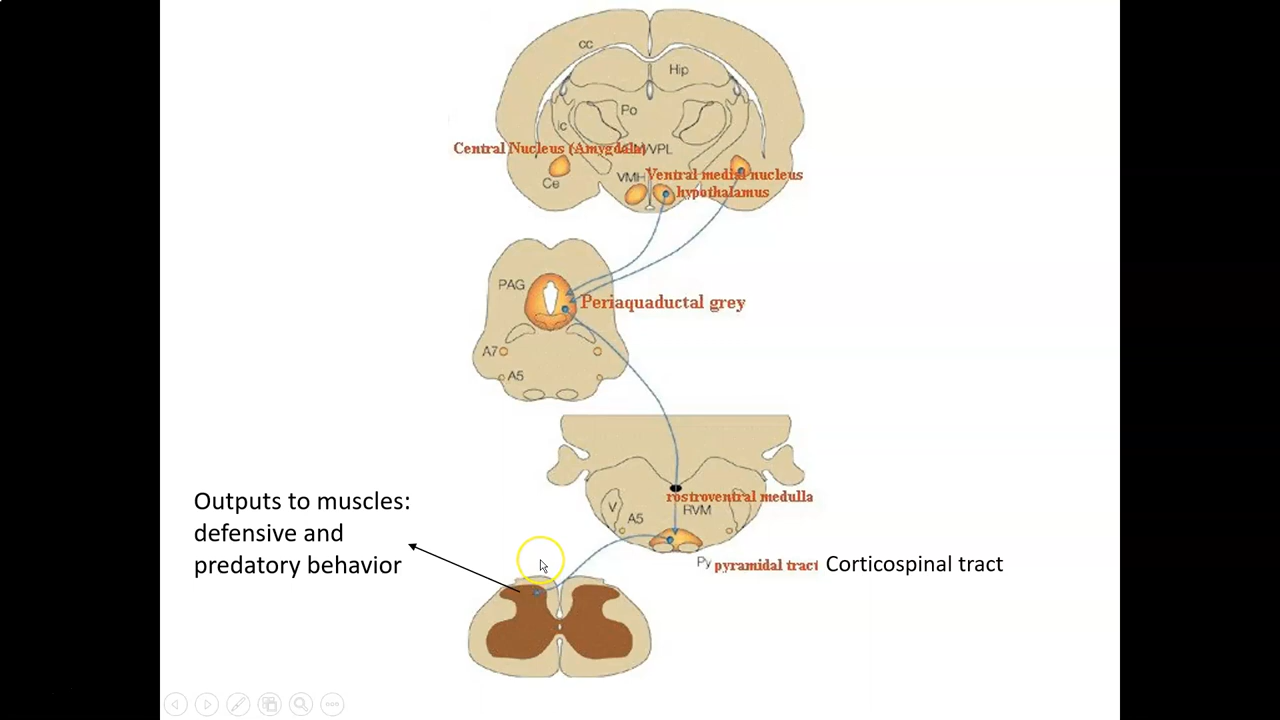 cc
Hip
Po
ic
Central Nucleus (Amygdala)
VPL
Ce
VMH
Ventral medial nucleus
hypothalamus
PAG
Periaquaductal grey
A7
A5
Outputs to muscles:
defensive and
predatory behavior
rostroventral medulla
V
A5
RVM
Py
pyramidal tract
Corticospinal tract